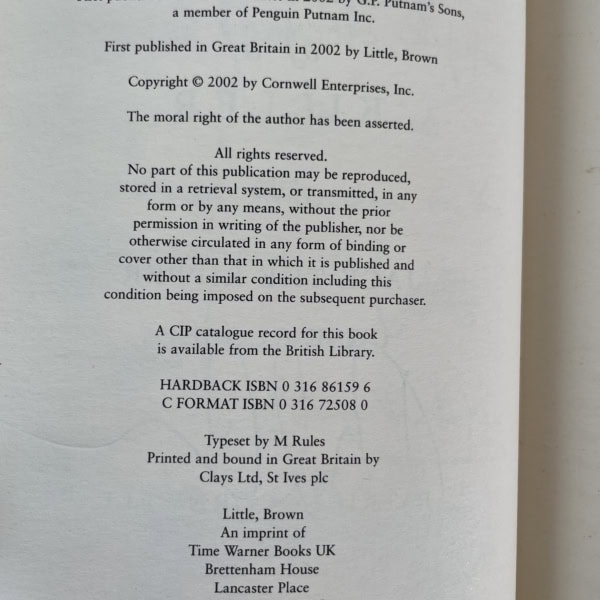 in 2002 by G.P. Putnam's Sons,
a member of Penguin Putnam Inc.
First published in Great Britain in 2002 by Little, Brown
Copyright © 2002 by Cornwell Enterprises, Inc.
The moral right of the author has been asserted.
All rights reserved.
No part of this publication may be reproduced,
stored in a retrieval system, or transmitted, in any
form or by any means, without the prior
permission in writing of the publisher, nor be
otherwise circulated in any form of binding or
cover other than that in which it is published and
without a similar condition including this
condition being imposed on the subsequent purchaser.
A CIP catalogue record for this book
is available from the British Library.
HARDBACK ISBN 0 316 86159 6
C FORMAT ISBN 0 316 72508 0
Typeset by M Rules
Printed and bound in Great Britain by
Clays Ltd, St Ives plc
Little, Brown
An imprint of
Time Warner Books UK
Brettenham House
Lancaster Place